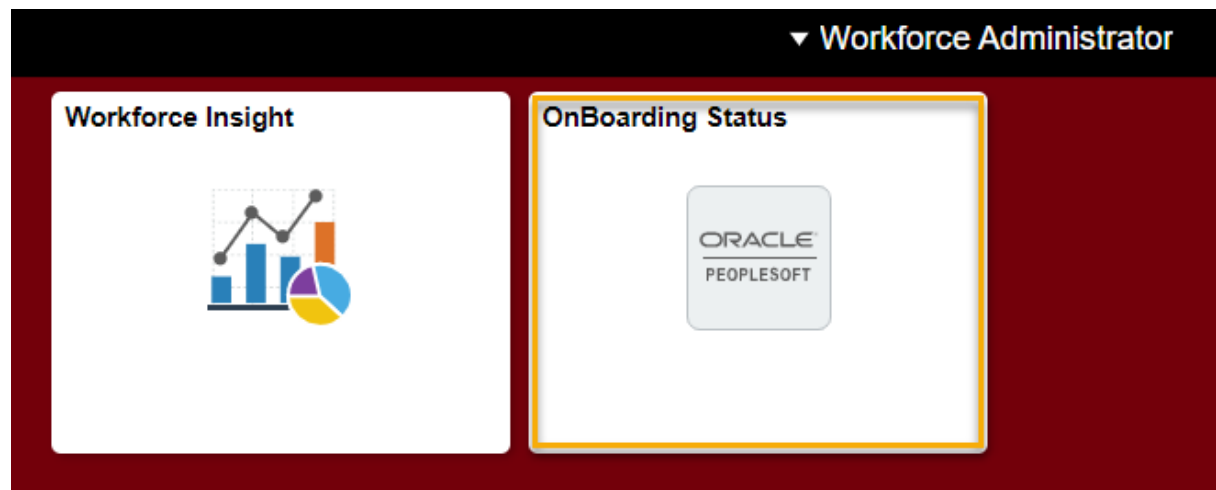 Workforce Administrator
Workforce Insight
OnBoarding Status
ORACLE
PEOPLESOFT